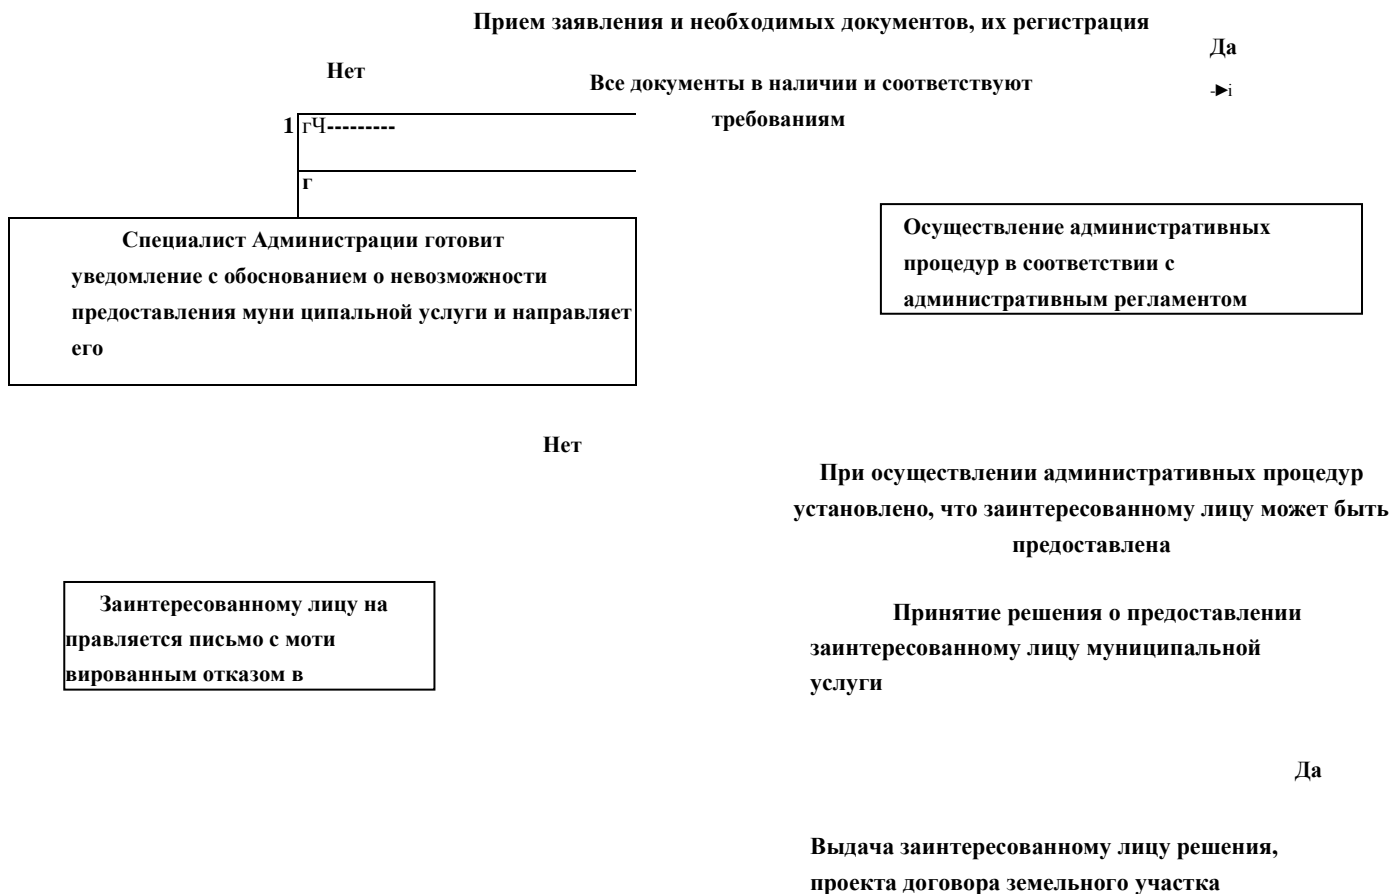 Прием заявления и необходимых документов, их регистрация
Да
Нет
Все документы в наличии и соответствуют
требованиям
-►i
1 гЧ---------
г
Специалист Администрации готовит
уведомление с обоснованием о невозможности
предоставления муни ципальной услуги и направляет
его
Осуществление административных
процедур в соответствии с
административным регламентом
Нет
При осуществлении административных процедур
установлено, что заинтересованному лицу может быть
предоставлена
Заинтересованному лицу на
правляется письмо с моти
вированным отказом в
Принятие решения о предоставлении
заинтересованному лицу муниципальной
услуги
Да
Выдача заинтересованному лицу решения,
проекта договора земельного участка